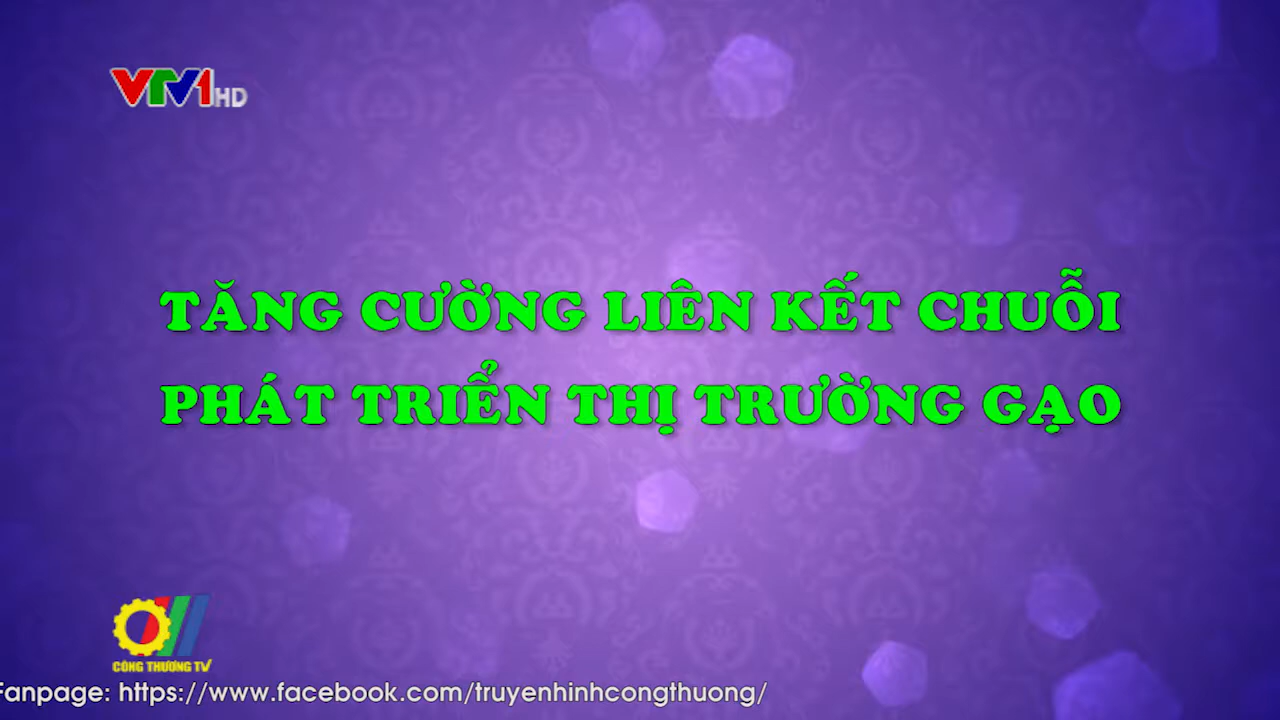 VTV1 HD
TĂNG CƯỜNG LIÊN KẾT CHUỖI
PHÁT TRIỂN THỊ TRƯỜNG GẠO
CÔNG THƯƠNG TV
Fanpage: https://www.facebook.com/truyenhinhcongthuong/